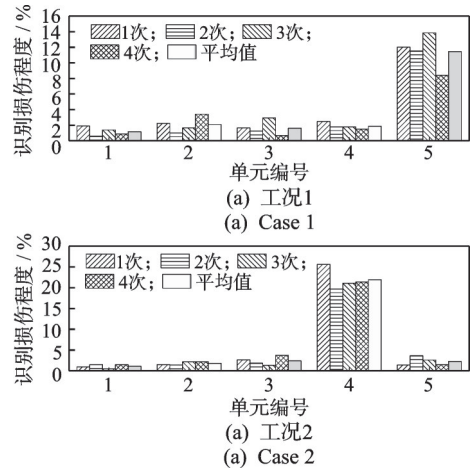 识别损伤程度 / %
16
14
12
10
8
6
4
2
0
1次; 2次; 3次;
4次; 平均值
1 2 3 4 5
单元编号
(a) 工况1
(a) Case 1
识别损伤程度 / %
30
25
20
15
10
5
0
1次; 2次; 3次;
4次; 平均值
1 2 3 4 5
单元编号
(a) 工况2
(a) Case 2